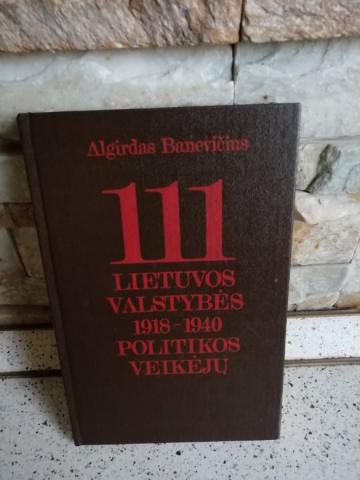 Algirdas Banevičius
111
LIETUVOS
VALSTYBĖS
1918-1940
POLITIKOS
VEIKĖJŲ